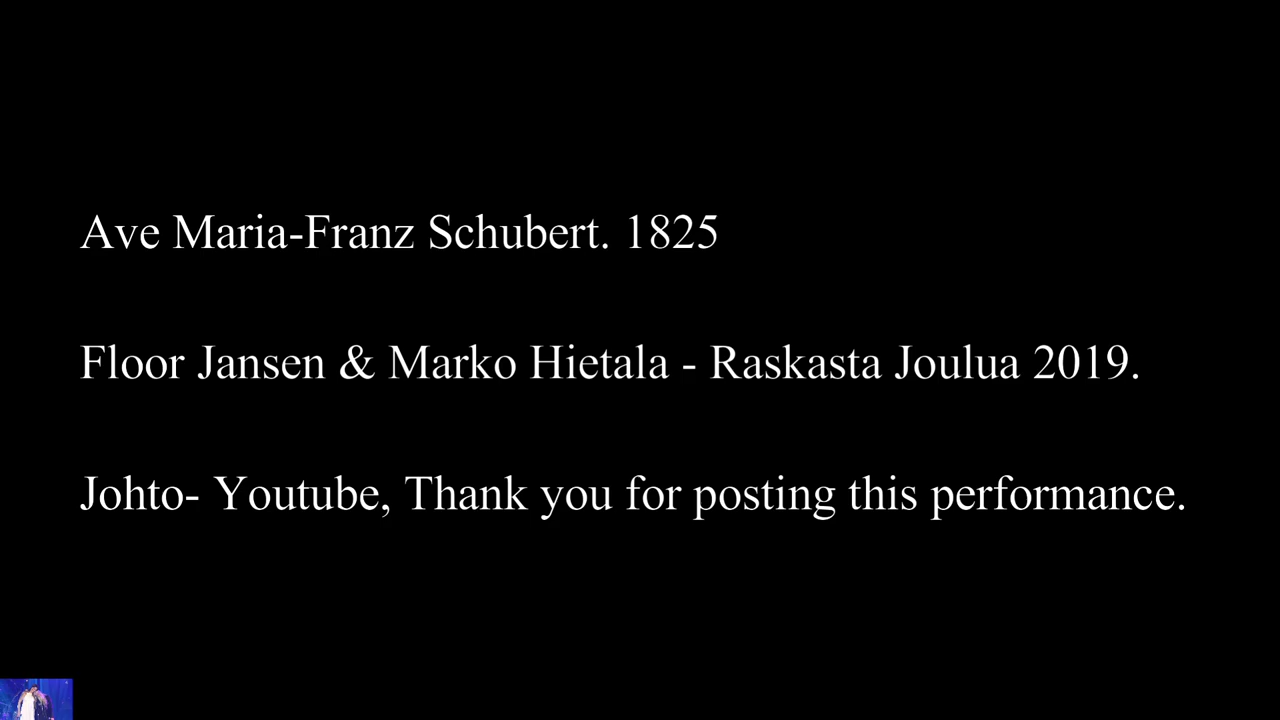 Ave Maria-Franz Schubert. 1825
Floor Jansen & Marko Hietala - Raskasta Joulua 2019.
Johto- Youtube, Thank you for posting this performance.